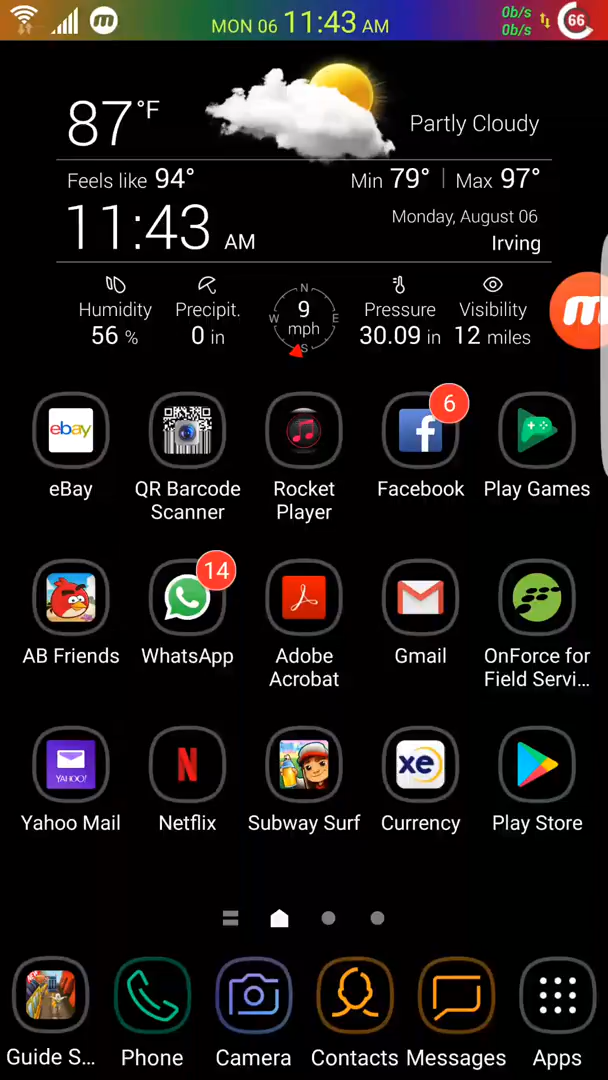 MON 06 11:43 AM
0b/s
0b/s
66
87°F
Partly Cloudy
Feels like 94°
Min 79° | Max 97°
11:43 AM
Monday, August 06
Irving
Humidity
56 %
Precipit.
0 in
N
W 9 E
mph
S
Pressure
30.09 in
Visibility
12 miles
m
ebay
eBay
QR Barcode
Scanner
Rocket
Player
6
Facebook
Play Games
AB Friends
14
WhatsApp
Adobe
Acrobat
Gmail
OnForce for
Field Servi...
YAHOO!
Yahoo Mail
N
Netflix
Subway Surf
xe
Currency
Play Store
Guide S...
Phone
Camera
Contacts
Messages
Apps